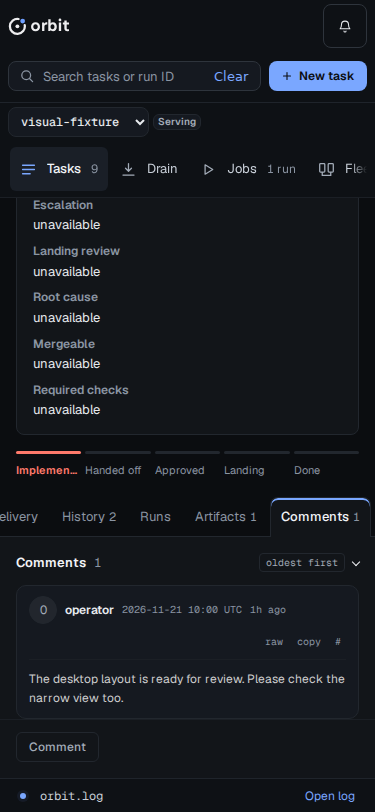 orbit
Search tasks or run ID
Clear
+ New task
visual-fixture
Serving
Tasks 9
Drain
Jobs 1 run
Flee
Escalation
unavailable
Landing review
unavailable
Root cause
unavailable
Mergeable
unavailable
Required checks
unavailable
Implemen…
Handed off
Approved
Landing
Done
elivery
History 2
Runs
Artifacts 1
Comments 1
Comments 1
oldest first
O operator 2026-11-21 10:00 UTC 1h ago
raw copy #
The desktop layout is ready for review. Please check the
narrow view too.
Comment
orbit.log
Open log